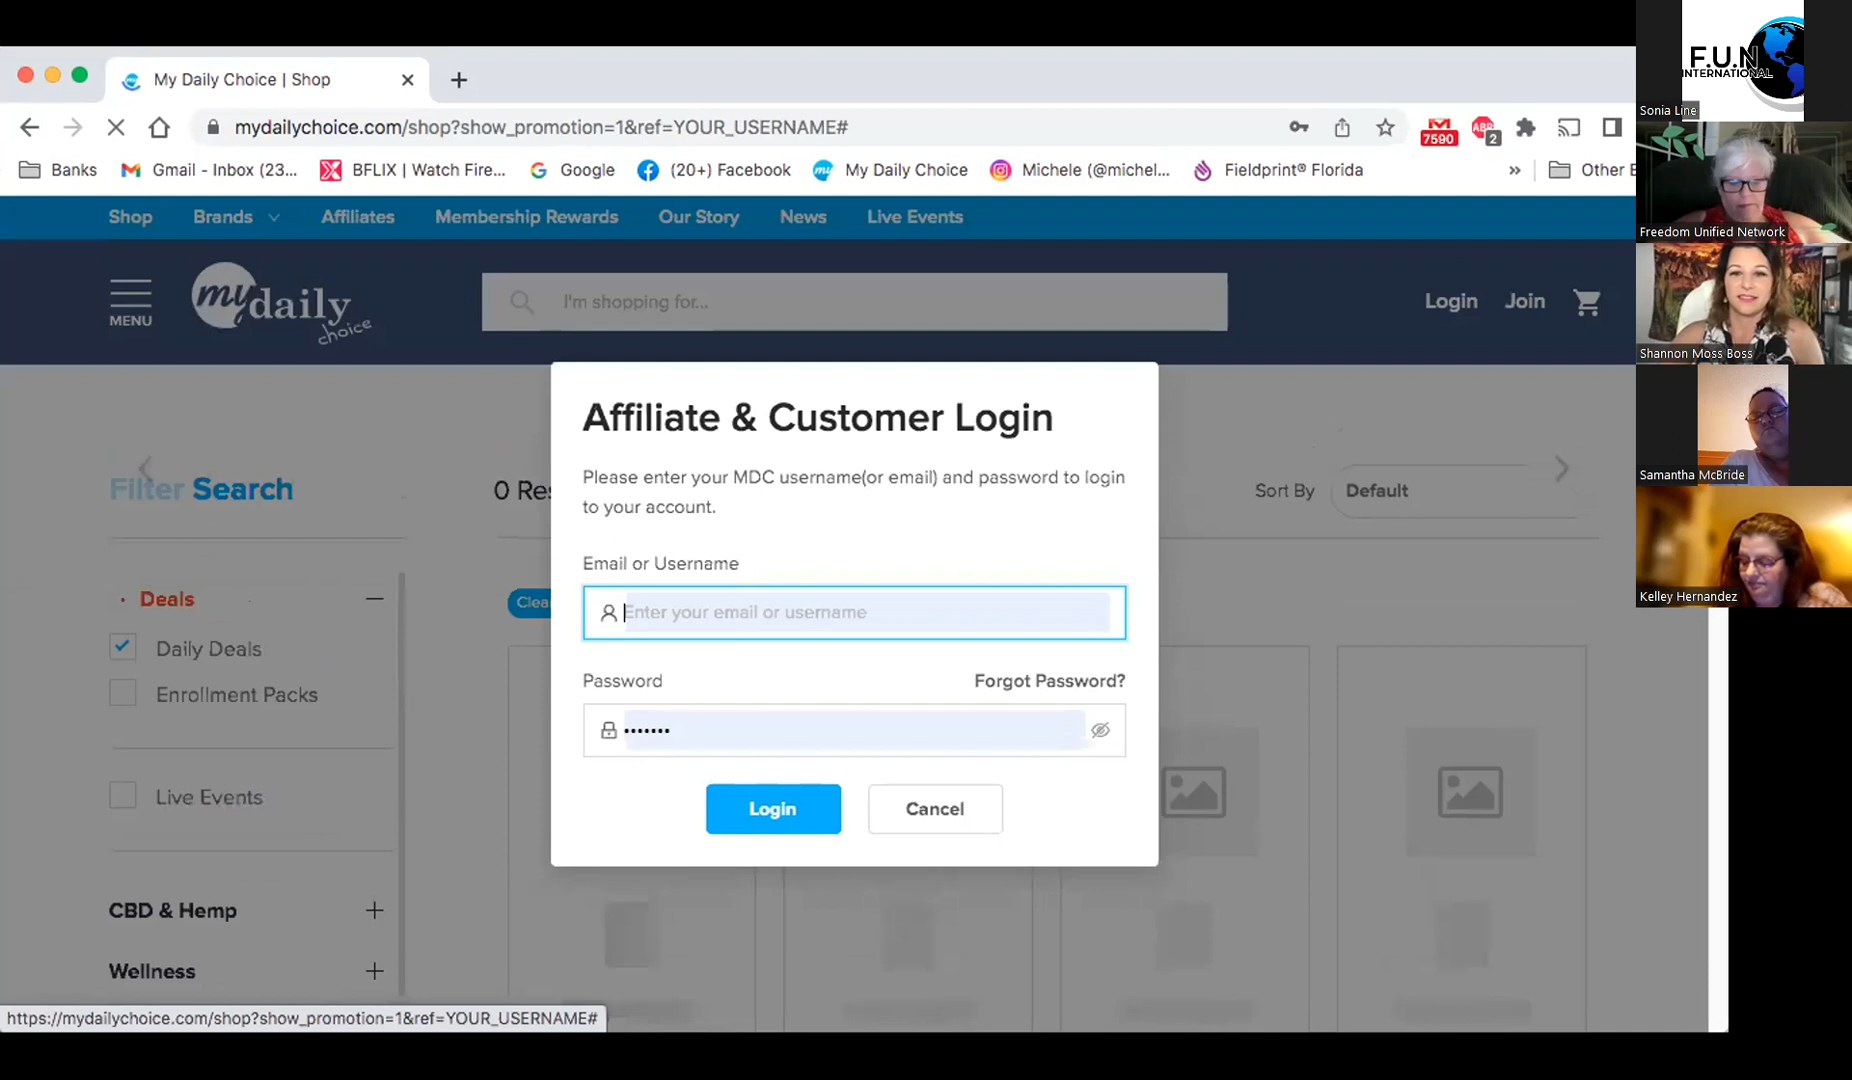 My Daily Choice | Shop
mydailychoice.com/shop?show_promotion=1&ref=YOUR_USERNAME#
7590
ABP
2
Banks
Gmail - Inbox (23...
BFLIX | Watch Fire...
Google
(20+) Facebook
My Daily Choice
Michele (@michel...
Fieldprint® Florida
»
Other
Shop
Brands
Affiliates
Membership Rewards
Our Story
News
Live Events
MENU
my daily choice
I'm shopping for...
Login
Join
Filter Search
0 Res
Sort By
Default
Deals
Daily Deals
Enrollment Packs
Live Events
CBD & Hemp
Wellness
Clea
Affiliate & Customer Login
Please enter your MDC username(or email) and password to login
to your account.
Email or Username
Enter your email or username
Password
Forgot Password?
•••••••
Login
Cancel
https://mydailychoice.com/shop?show_promotion=1&ref=YOUR_USERNAME#
F.U.N
INTERNATIONAL
Sonia Line
Freedom Unified Network
Shannon Moss Boss
Samantha McBride
Kelley Hernandez